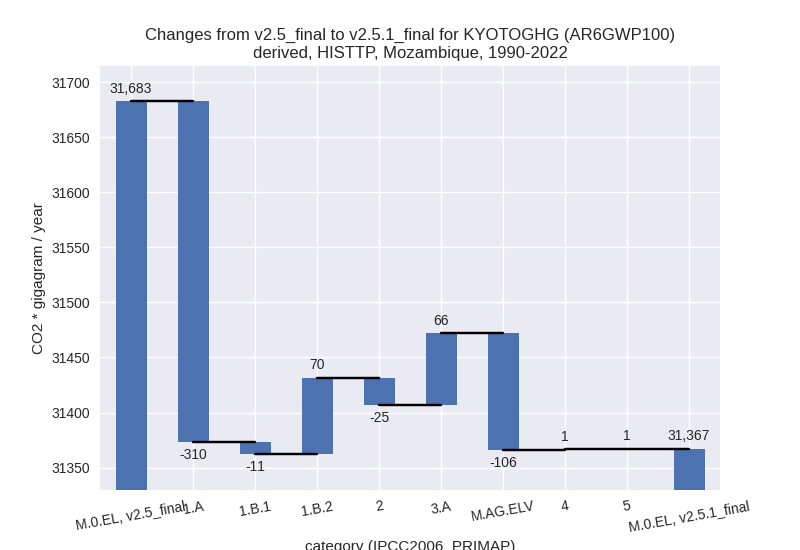 Changes from v2.5_final to v2.5.1_final for KYOTOGHG (AR6GWP100)
derived, HISTTP, Mozambique, 1990-2022
CO2 * gigagram / year
31700
31650
31600
31550
31500
31450
31400
31350
31,683
-310
-11
70
-25
66
-106
1
1
31,367
M.0.EL, v2.5_final
1.A
1.B.1
1.B.2
2
3.A
M.AG.ELV
4
5
M.0.EL, v2.5.1_final
category (IPCC2006_PRIMAP)